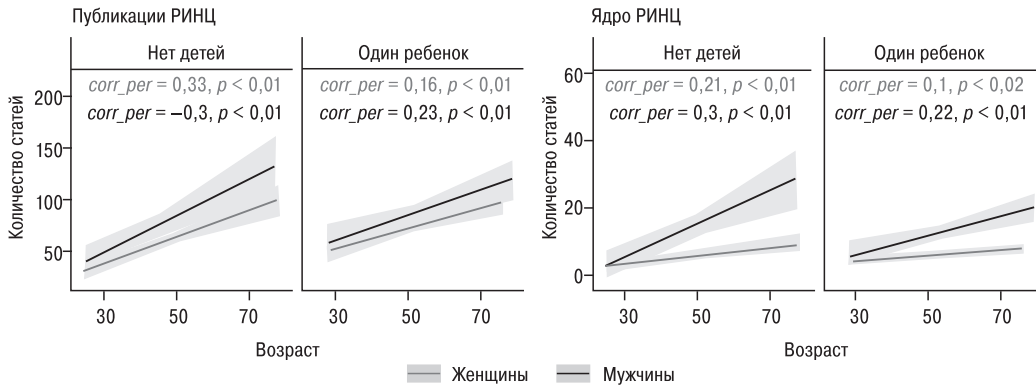 Публикации РИНЦ
Нет детей
Один ребенок
corr_per = 0,33, p < 0,01
corr_per = –0,3, p < 0,01
corr_per = 0,16, p < 0,01
corr_per = 0,23, p < 0,01
Количество статей
200
150
100
50
30
50
70
30
50
70
Возраст
Ядро РИНЦ
Нет детей
Один ребенок
corr_per = 0,21, p < 0,01
corr_per = 0,3, p < 0,01
corr_per = 0,1, p < 0,02
corr_per = 0,22, p < 0,01
Количество статей
60
40
20
0
30
50
70
30
50
70
Возраст
Женщины
Мужчины